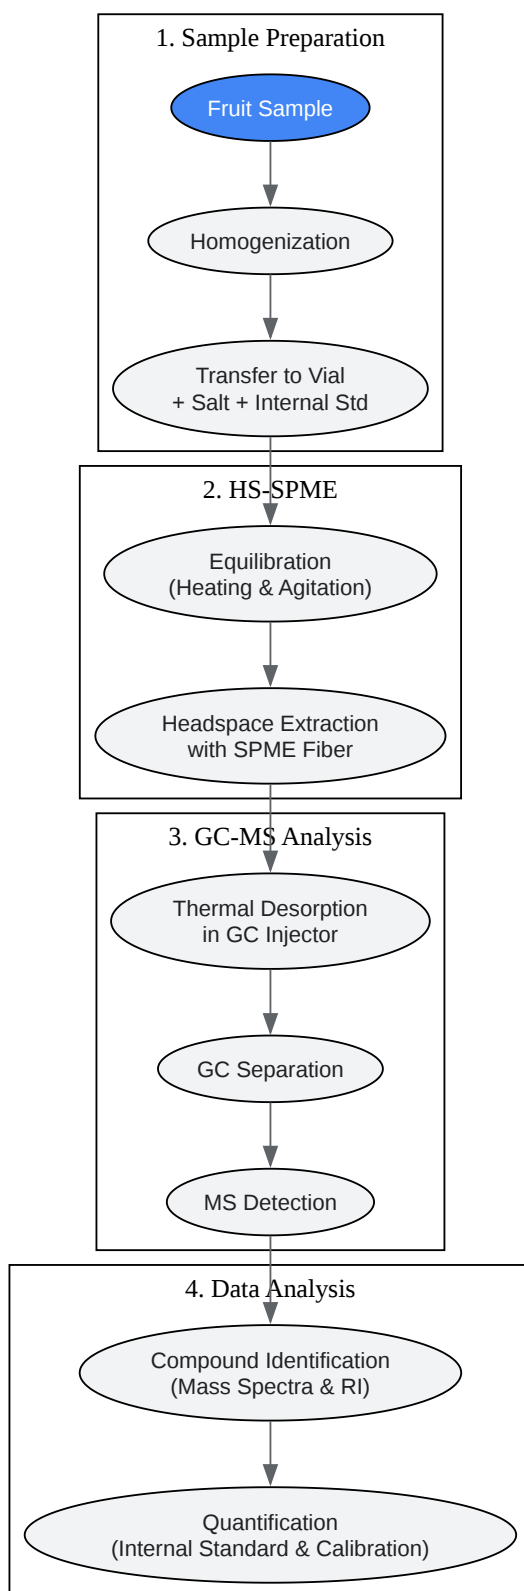 1. Sample Preparation
Fruit Sample
Homogenization
Transfer to Vial
+ Salt + Internal Std
2. HS-SPME
Equilibration
(Heating & Agitation)
Headspace Extraction
with SPME Fiber
3. GC-MS Analysis
Thermal Desorption
in GC Injector
GC Separation
MS Detection
4. Data Analysis
Compound Identification
(Mass Spectra & RI)
Quantification
(Internal Standard & Calibration)